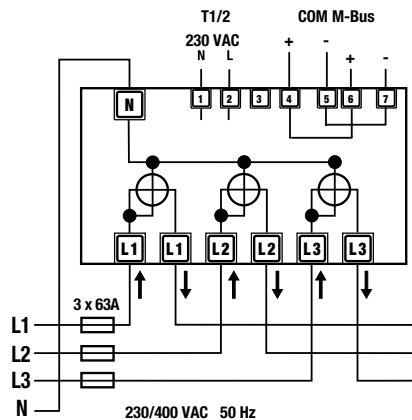 T1/2 COM M-Bus
230 VAC + -
N L + -
N 1 2 3 4 5 6 7
L1 L1 L2 L2 L3 L3
3 x 63A
L1
L2
L3
N
230/400 VAC 50 Hz